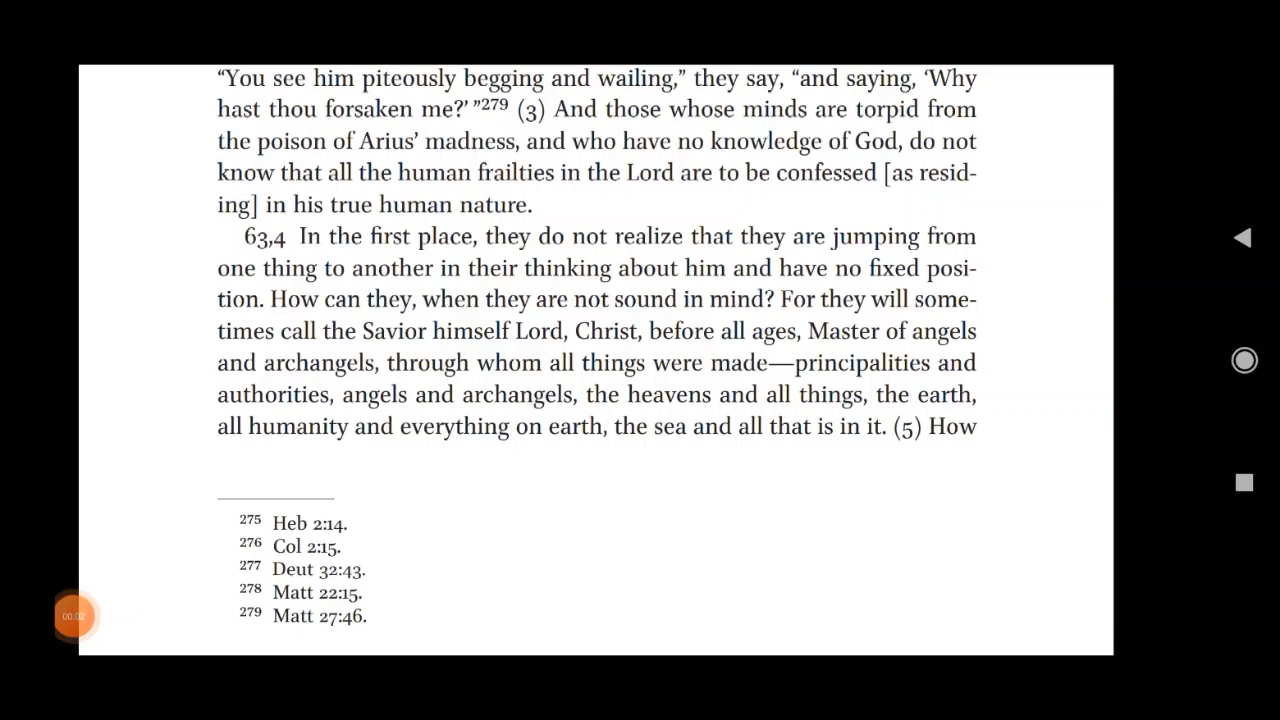 “You see him piteously begging and wailing,” they say, “and saying, ‘Why
hast thou forsaken me?’ ”279 (3) And those whose minds are torpid from
the poison of Arius’ madness, and who have no knowledge of God, do not
know that all the human frailties in the Lord are to be confessed [as resid-
ing] in his true human nature.
63,4 In the first place, they do not realize that they are jumping from
one thing to another in their thinking about him and have no fixed posi-
tion. How can they, when they are not sound in mind? For they will some-
times call the Savior himself Lord, Christ, before all ages, Master of angels
and archangels, through whom all things were made—principalities and
authorities, angels and archangels, the heavens and all things, the earth,
all humanity and everything on earth, the sea and all that is in it. (5) How
275 Heb 2:14.
276 Col 2:15.
277 Deut 32:43.
278 Matt 22:15.
279 Matt 27:46.
00:02